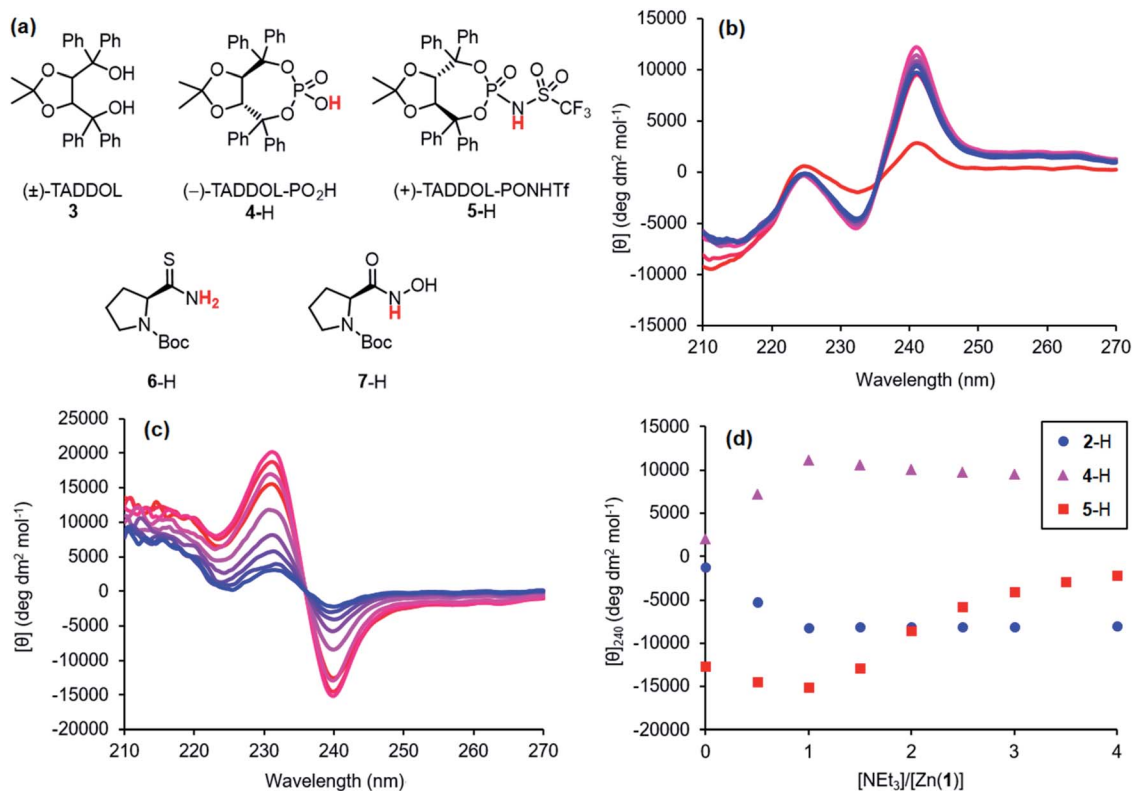 (a)
Ph Ph
Me
Me
O
O
OH
OH
Ph Ph
(±)-TADDOL
3
Ph Ph
O
O
O
P
O
OH
O
Ph Ph
(−)-TADDOL-PO2H
4-H
Ph Ph
O
O
O
P
O
O
N
H
O O
S
CF3
Ph Ph
(+)-TADDOL-PONHTf
5-H
S
NH2
N
Boc
6-H
O
OH
N
H
N
Boc
7-H
(b)
15000
10000
5000
0
-5000
-10000
-15000
[θ] (deg dm2 mol-1)
210 220 230 240 250 260 270
Wavelength (nm)
(c)
25000
20000
15000
10000
5000
0
-5000
-10000
-15000
-20000
[θ] (deg dm2 mol-1)
210 220 230 240 250 260 270
Wavelength (nm)
(d)
15000
10000
5000
0
-5000
-10000
-15000
-20000
[θ]240 (deg dm2 mol-1)
2-H
4-H
5-H
0 1 2 3 4
[NEt3]/[Zn(1)]